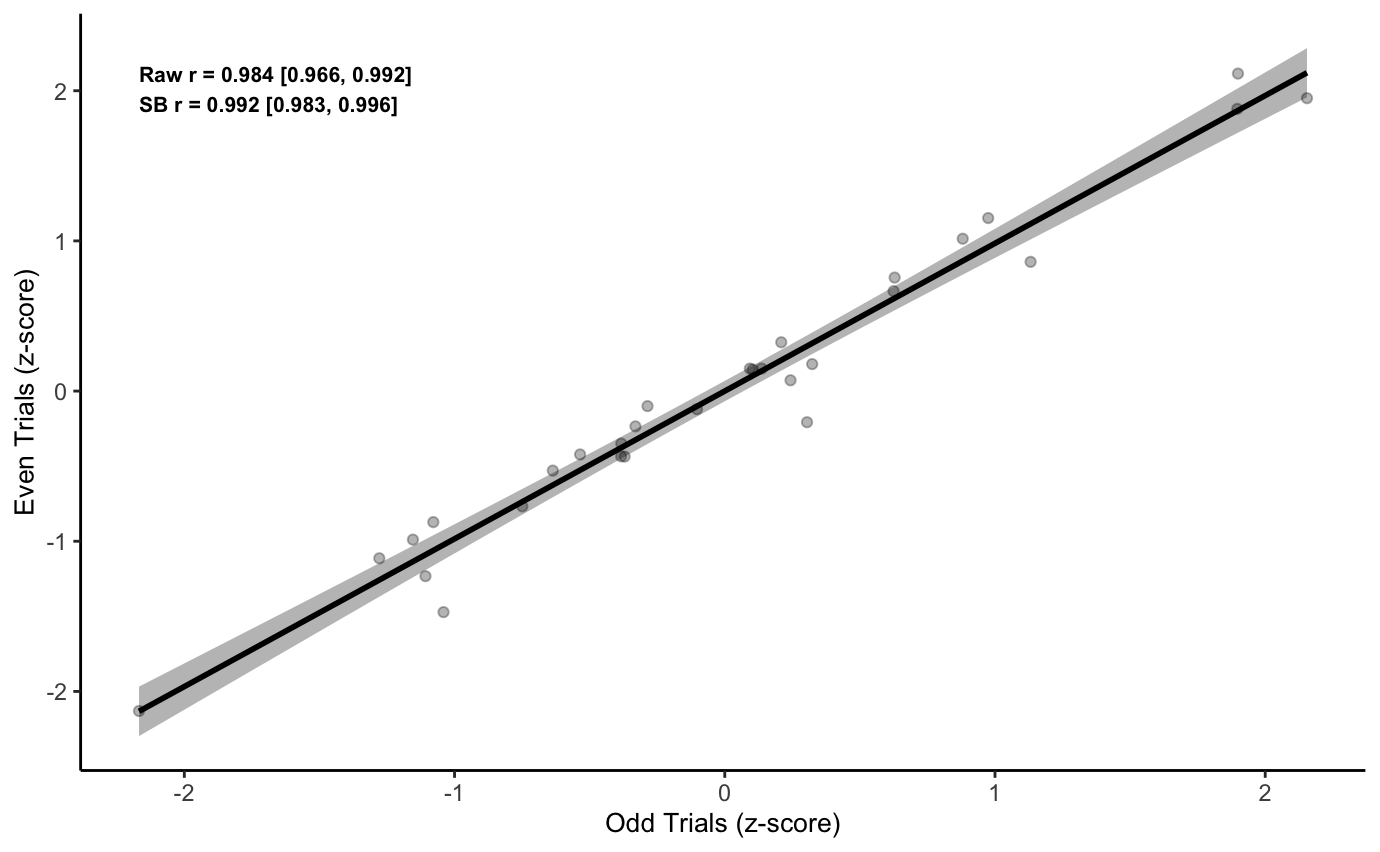 Raw r = 0.984 [0.966, 0.992]
SB r = 0.992 [0.983, 0.996]
2
1
0
-1
-2
Even Trials (z-score)
-2
-1
0
1
2
Odd Trials (z-score)